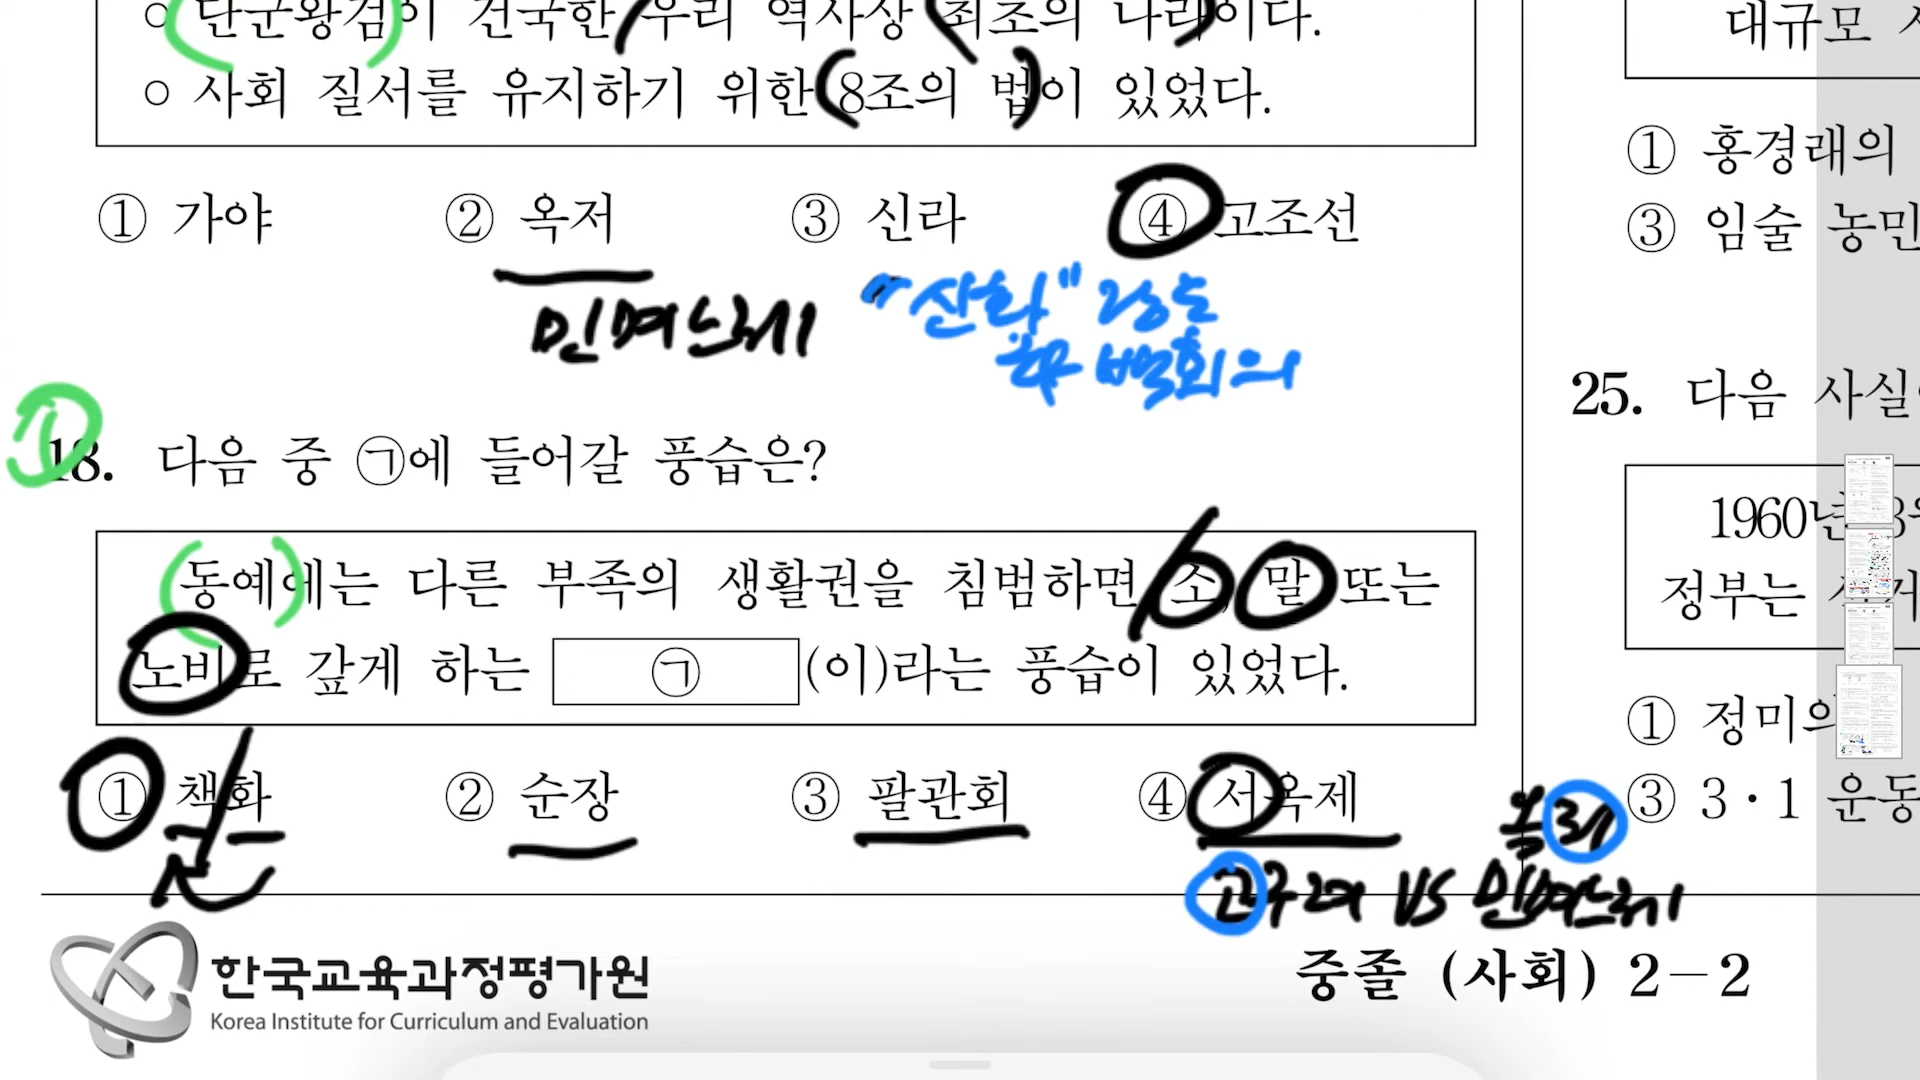 ○ 단군왕검이 건국한 우리 역사상 최초의 나라이다.
○ 사회 질서를 유지하기 위한 8조의 법이 있었다.
① 가야 ② 옥저 ③ 신라 ④ 고조선
민며느리
"산화" 강조
백회의
18. 다음 중 ㉠에 들어갈 풍습은?
동예에는 다른 부족의 생활권을 침범하면 소, 말 또는
노비로 갚게 하는 ㉠ (이)라는 풍습이 있었다.
① 책화 ② 순장 ③ 팔관회 ④ 서옥제
고구려 VS 민며느리
한국교육과정평가원
Korea Institute for Curriculum and Evaluation
중졸 (사회) 2-2
대규모
① 홍경래의
③ 임술 농민
25. 다음 사실
1960년
정부는
① 정미의
③ 3·1 운동